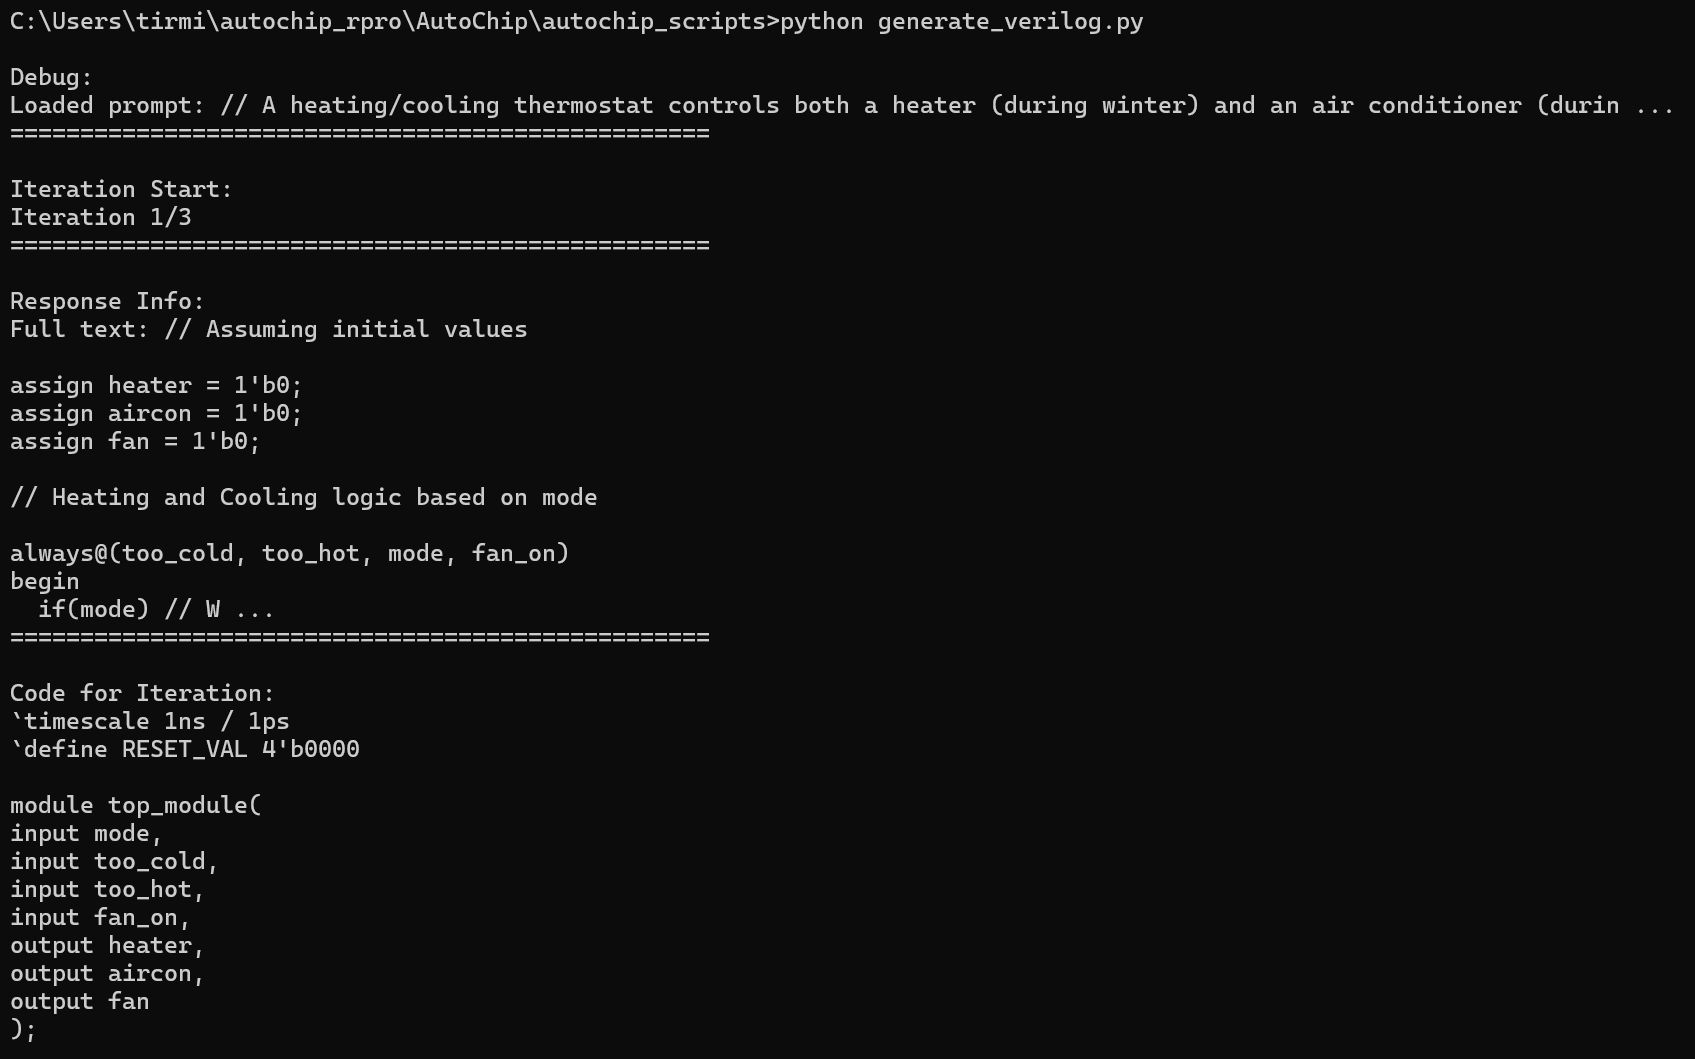 C:\Users\tirmi\autochip_rpro\AutoChip\autochip_scripts>python generate_verilog.py
Debug:
Loaded prompt: // A heating/cooling thermostat controls both a heater (during winter) and an air conditioner (durin ...
==================================================
Iteration Start:
Iteration 1/3
==================================================
Response Info:
Full text: // Assuming initial values
assign heater = 1'b0;
assign aircon = 1'b0;
assign fan = 1'b0;
// Heating and Cooling logic based on mode
always@(too_cold, too_hot, mode, fan_on)
begin
  if(mode) // W ...
==================================================
Code for Iteration:
`timescale 1ns / 1ps
`define RESET_VAL 4'b0000
module top_module(
input mode,
input too_cold,
input too_hot,
input fan_on,
output heater,
output aircon,
output fan
);